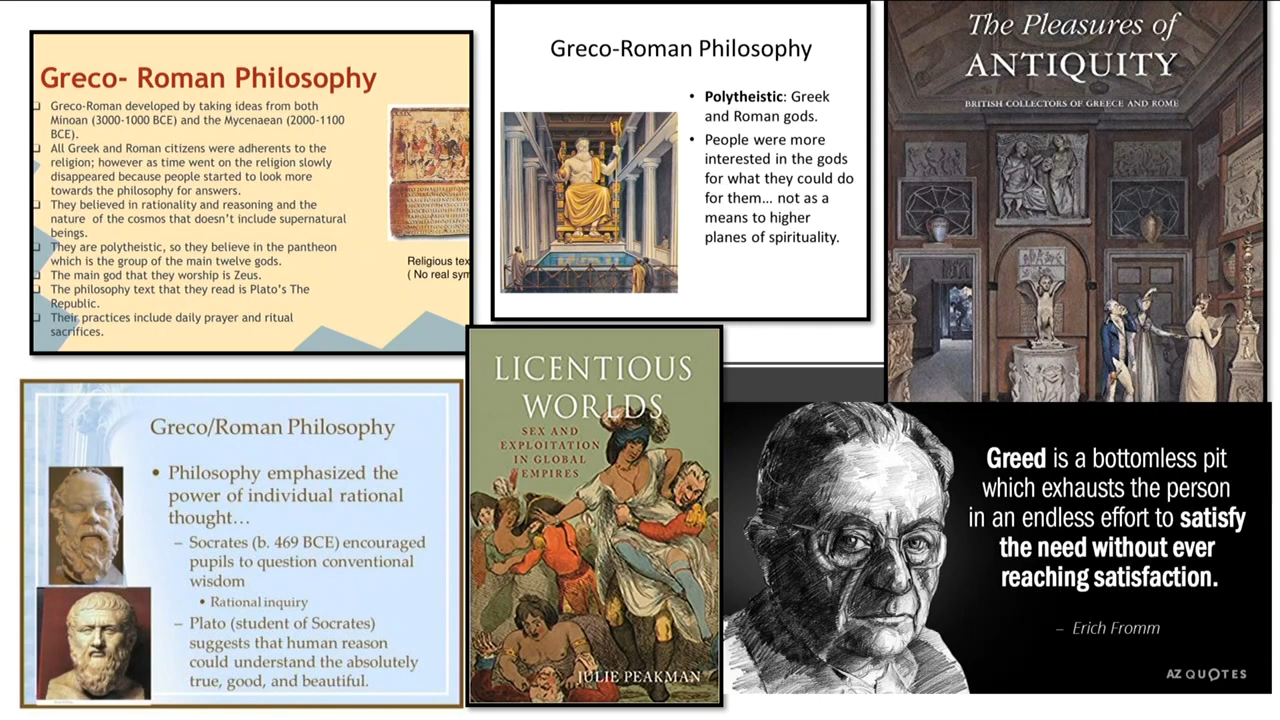 Greco- Roman Philosophy
Greco-Roman developed by taking ideas from both
Minoan (3000-1000 BCE) and the Mycenaean (2000-1100
BCE).
All Greek and Roman citizens were adherents to the
religion; however as time went on the religion slowly
disappeared because people started to look more
towards the philosophy for answers.
They believed in rationality and reasoning and the
nature of the cosmos that doesn't include supernatural
beings.
They are polytheistic, so they believe in the pantheon
which is the group of the main twelve gods.
The main god that they worship is Zeus.
The philosophy text that they read is Plato's The
Republic.
Their practices include daily prayer and ritual
sacrifices.
Religious tex
( No real sym
Greco-Roman Philosophy
• Polytheistic: Greek
and Roman gods.
• People were more
interested in the gods
for what they could do
for them… not as a
means to higher
planes of spirituality.
The Pleasures of
ANTIQUITY
BRITISH COLLECTORS OF GREECE AND ROME
Greco/Roman Philosophy
• Philosophy emphasized the
power of individual rational
thought…
– Socrates (b. 469 BCE) encouraged
pupils to question conventional
wisdom
• Rational inquiry
– Plato (student of Socrates)
suggests that human reason
could understand the absolutely
true, good, and beautiful.
LICENTIOUS
WORLDS
SEX AND
EXPLOITATION
IN GLOBAL
EMPIRES
JULIE PEAKMAN
Greed is a bottomless pit
which exhausts the person
in an endless effort to satisfy
the need without ever
reaching satisfaction.
– Erich Fromm
AZ QUOTES